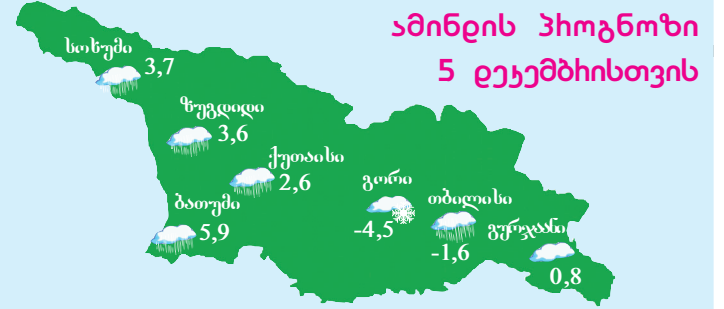 ამინდის პროგნოზი
5 დეკემბრისთვის
სოხუმი
3,7
ზუგდიდი
3,6
ქუთაისი
2,6
ბათუმი
5,9
გორი
-4,5
თბილისი
-1,6
გურჯაანი
0,8